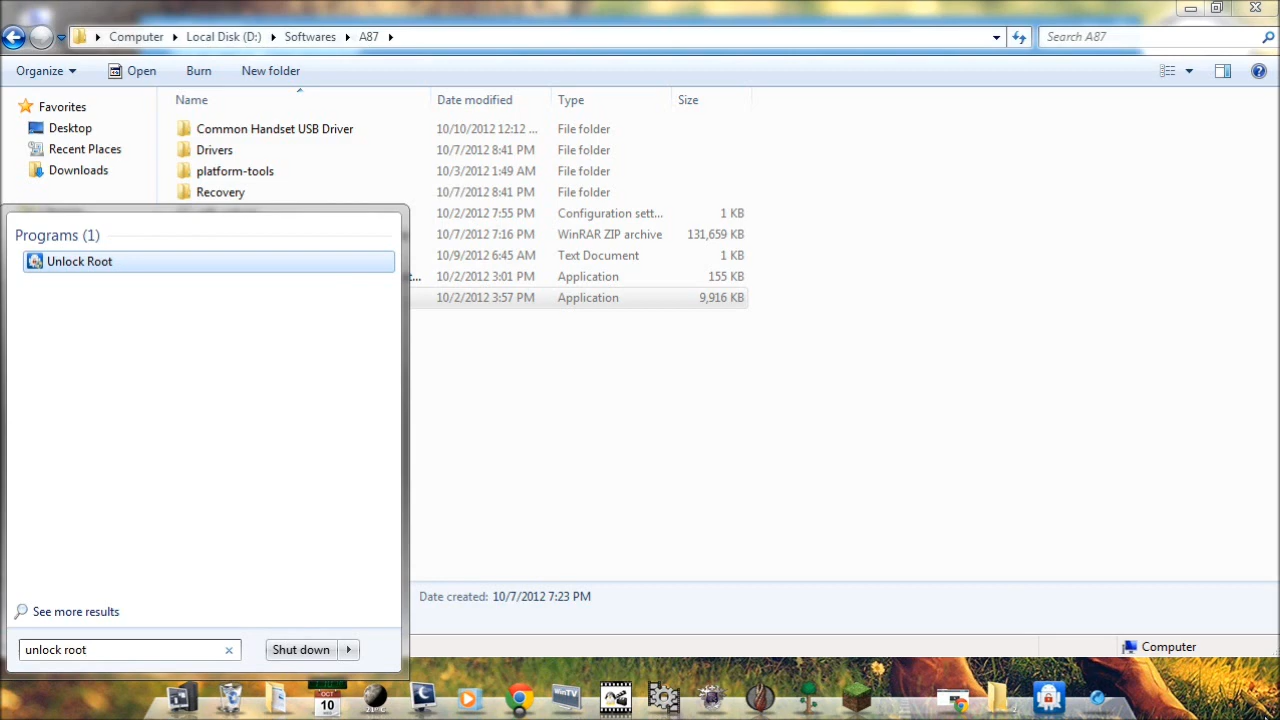 Computer Local Disk (D:) Softwares A87 Search A87
Organize Open Burn New folder
Name Date modified Type Size
Favorites
Desktop
Recent Places
Downloads
Common Handset USB Driver 10/10/2012 12:12 ... File folder
Drivers 10/7/2012 8:41 PM File folder
platform-tools 10/3/2012 1:49 AM File folder
Recovery 10/7/2012 8:41 PM File folder
10/2/2012 7:55 PM Configuration sett... 1 KB
10/7/2012 7:16 PM WinRAR ZIP archive 131,659 KB
10/9/2012 6:45 AM Text Document 1 KB
t... 10/2/2012 3:01 PM Application 155 KB
10/2/2012 3:57 PM Application 9,916 KB
Programs (1)
Unlock Root
See more results
unlock root Shut down
Date created: 10/7/2012 7:23 PM
Computer
OCT
10
21° C
WinTV